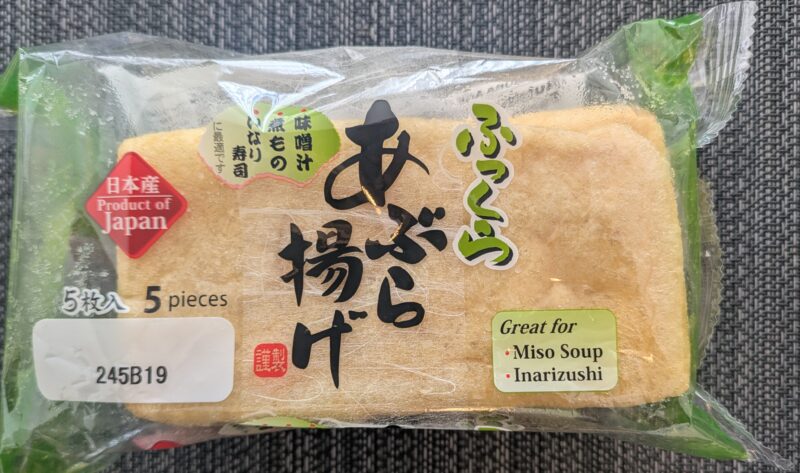 ふっくら
あぶら
揚げ
謹製
味噌汁
煮もの
いなり
寿司
に最適です
日本産
Product of
Japan
5枚入 5 pieces
245B19
Great for
・Miso Soup
・Inarizushi